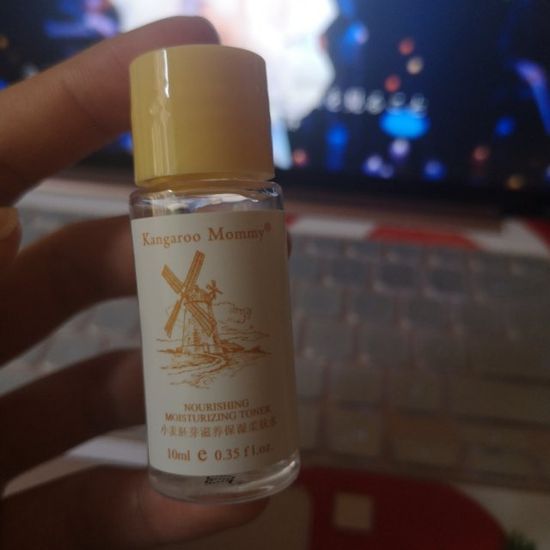 Kangaroo Mommy®
NOURISHING
MOISTURIZING TONER
小麦胚芽滋养保湿柔肤水
10ml e 0.35 fl.oz.